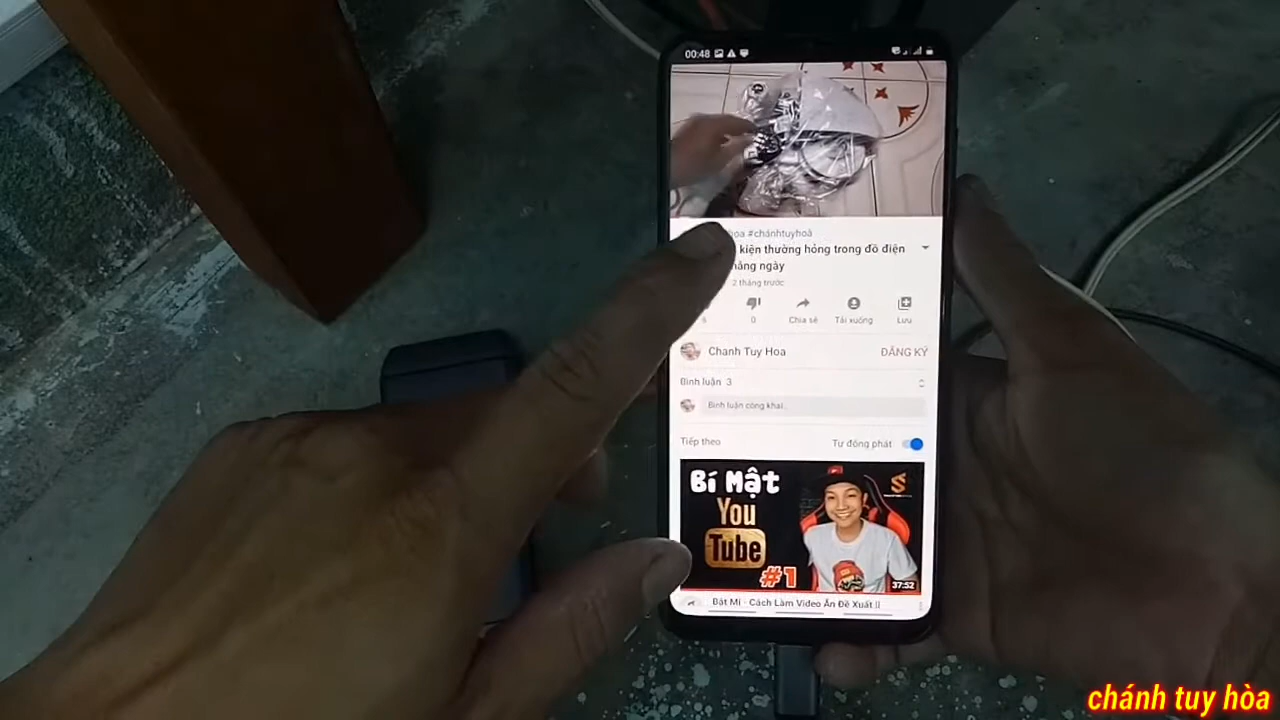 00:48
hoa #chánhtuyhoà
kiện thường hỏng trong đồ điện
hằng ngày
2 tháng trước
6
0
Chia sẻ
Tải xuống
Lưu
Chanh Tuy Hoa
ĐĂNG KÝ
Bình luận 3
Bình luận công khai...
Tiếp theo
Tự động phát
Bí Mật
You
Tube
#1
37:52
Bật Mí - Cách Làm Video Ăn Đề Xuất ||
chánh tuy hòa